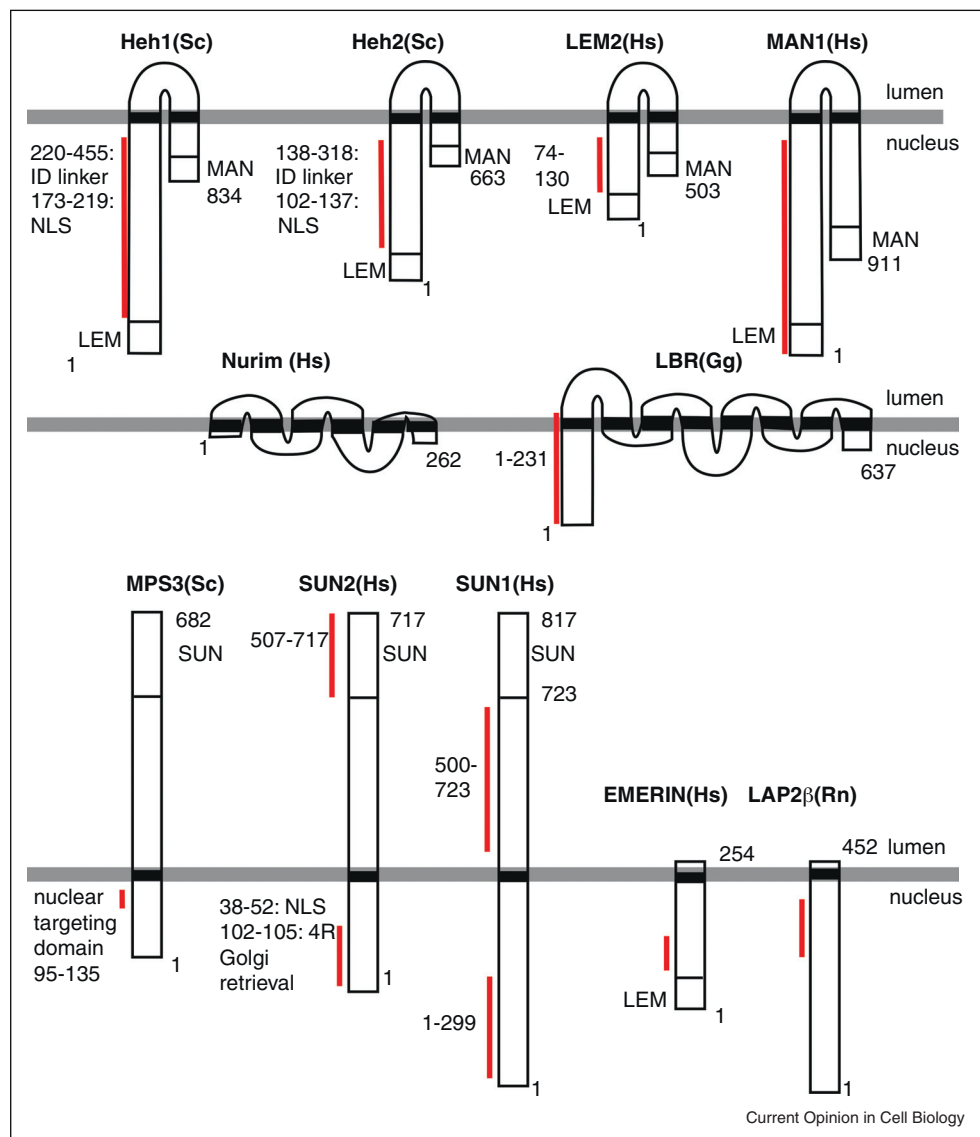 Heh1(Sc)
Heh2(Sc)
LEM2(Hs)
MAN1(Hs)
lumen
nucleus
220-455:
ID linker
173-219:
NLS
MAN
834
LEM
1
138-318:
ID linker
102-137:
NLS
MAN
663
LEM
1
74-
130
MAN
503
LEM
1
MAN
911
LEM
1
Nurim (Hs)
LBR(Gg)
lumen
nucleus
1
262
1-231
1
637
MPS3(Sc)
SUN2(Hs)
SUN1(Hs)
682
SUN
507-717
717
SUN
817
SUN
723
500-
723
EMERIN(Hs)
LAP2β(Rn)
254
452
lumen
nucleus
nuclear
targeting
domain
95-135
1
38-52: NLS
102-105: 4R
Golgi
retrieval
1
1-299
1
LEM
1
1
Current Opinion in Cell Biology